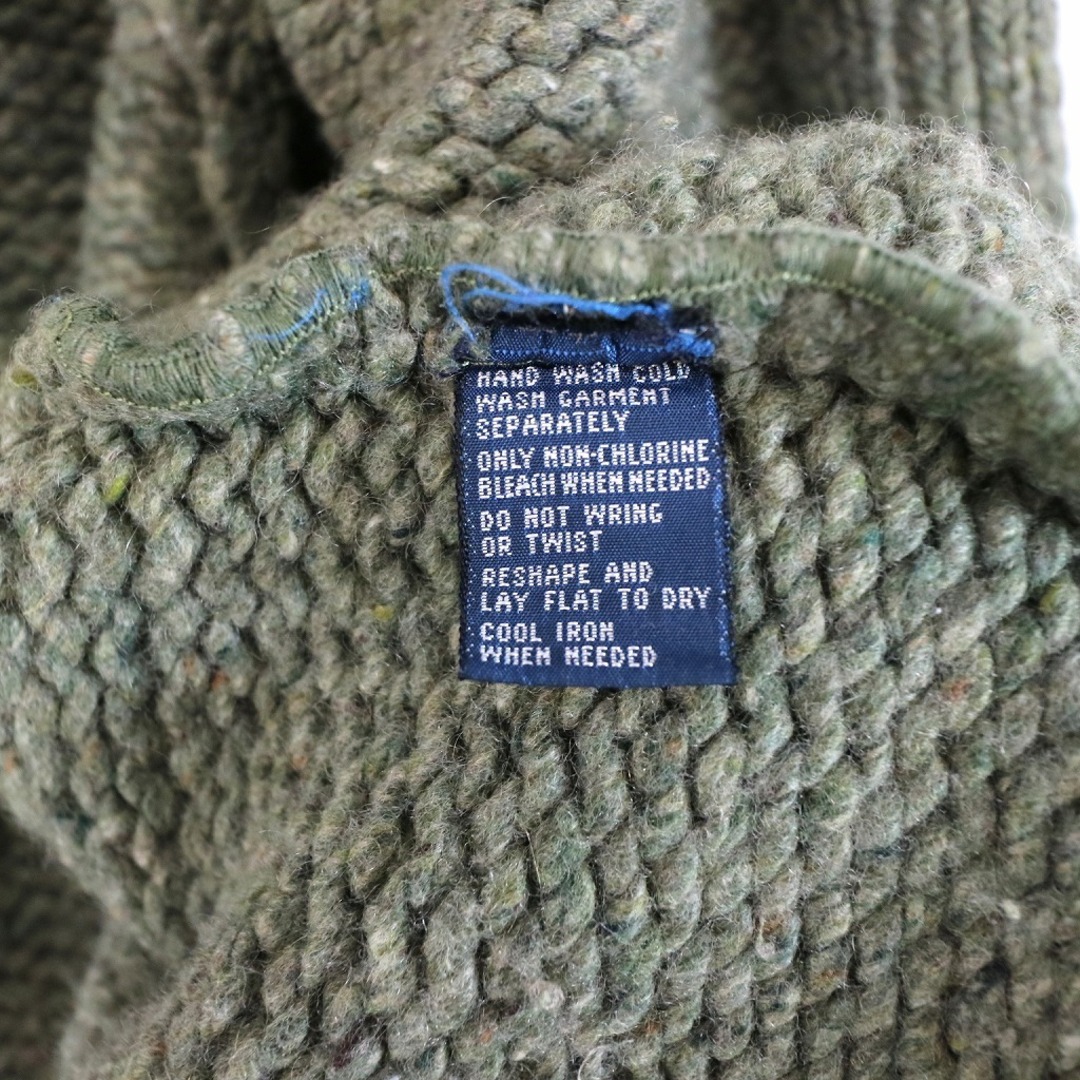 HAND WASH COLD
WASH GARMENT
SEPARATELY
ONLY NON-CHLORINE
BLEACH WHEN NEEDED
DO NOT WRING
OR TWIST
RESHAPE AND
LAY FLAT TO DRY
COOL IRON
WHEN NEEDED